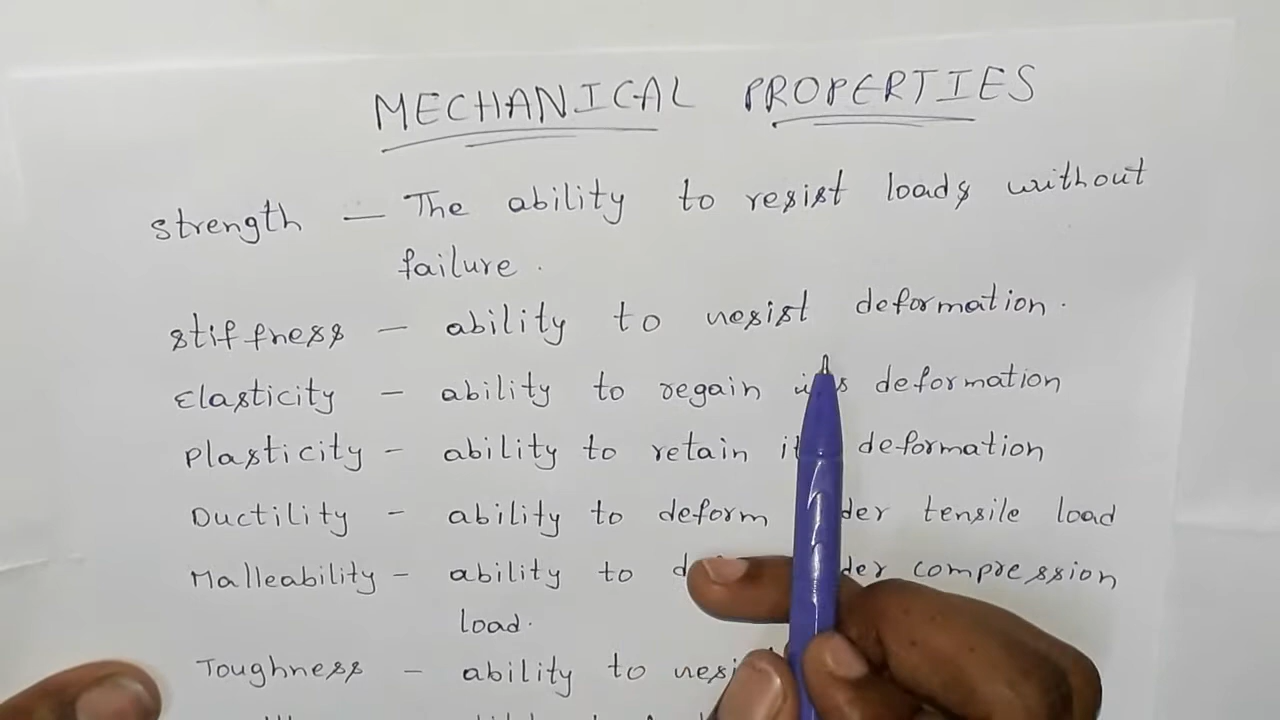 MECHANICAL PROPERTIES
strength — The ability to resist loads without
failure.
stiffness — ability to resist deformation.
Elasticity — ability to regain its deformation
Plasticity - ability to retain deformation
Ductility - ability to deform tensile load
Malleability - ability to compression
load.
Toughness - ability to